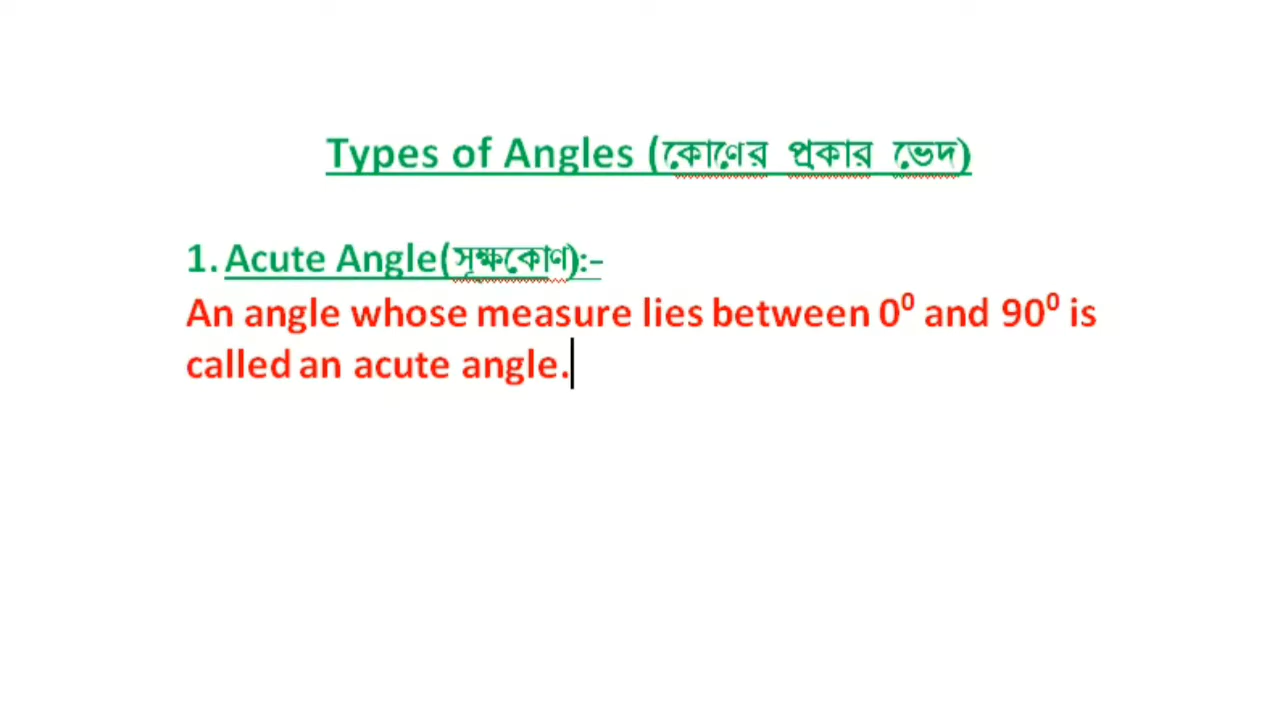 Types of Angles (কোণের প্রকার ভেদ)
1. Acute Angle(সূক্ষকোণ):-
An angle whose measure lies between 0⁰ and 90⁰ is
called an acute angle.